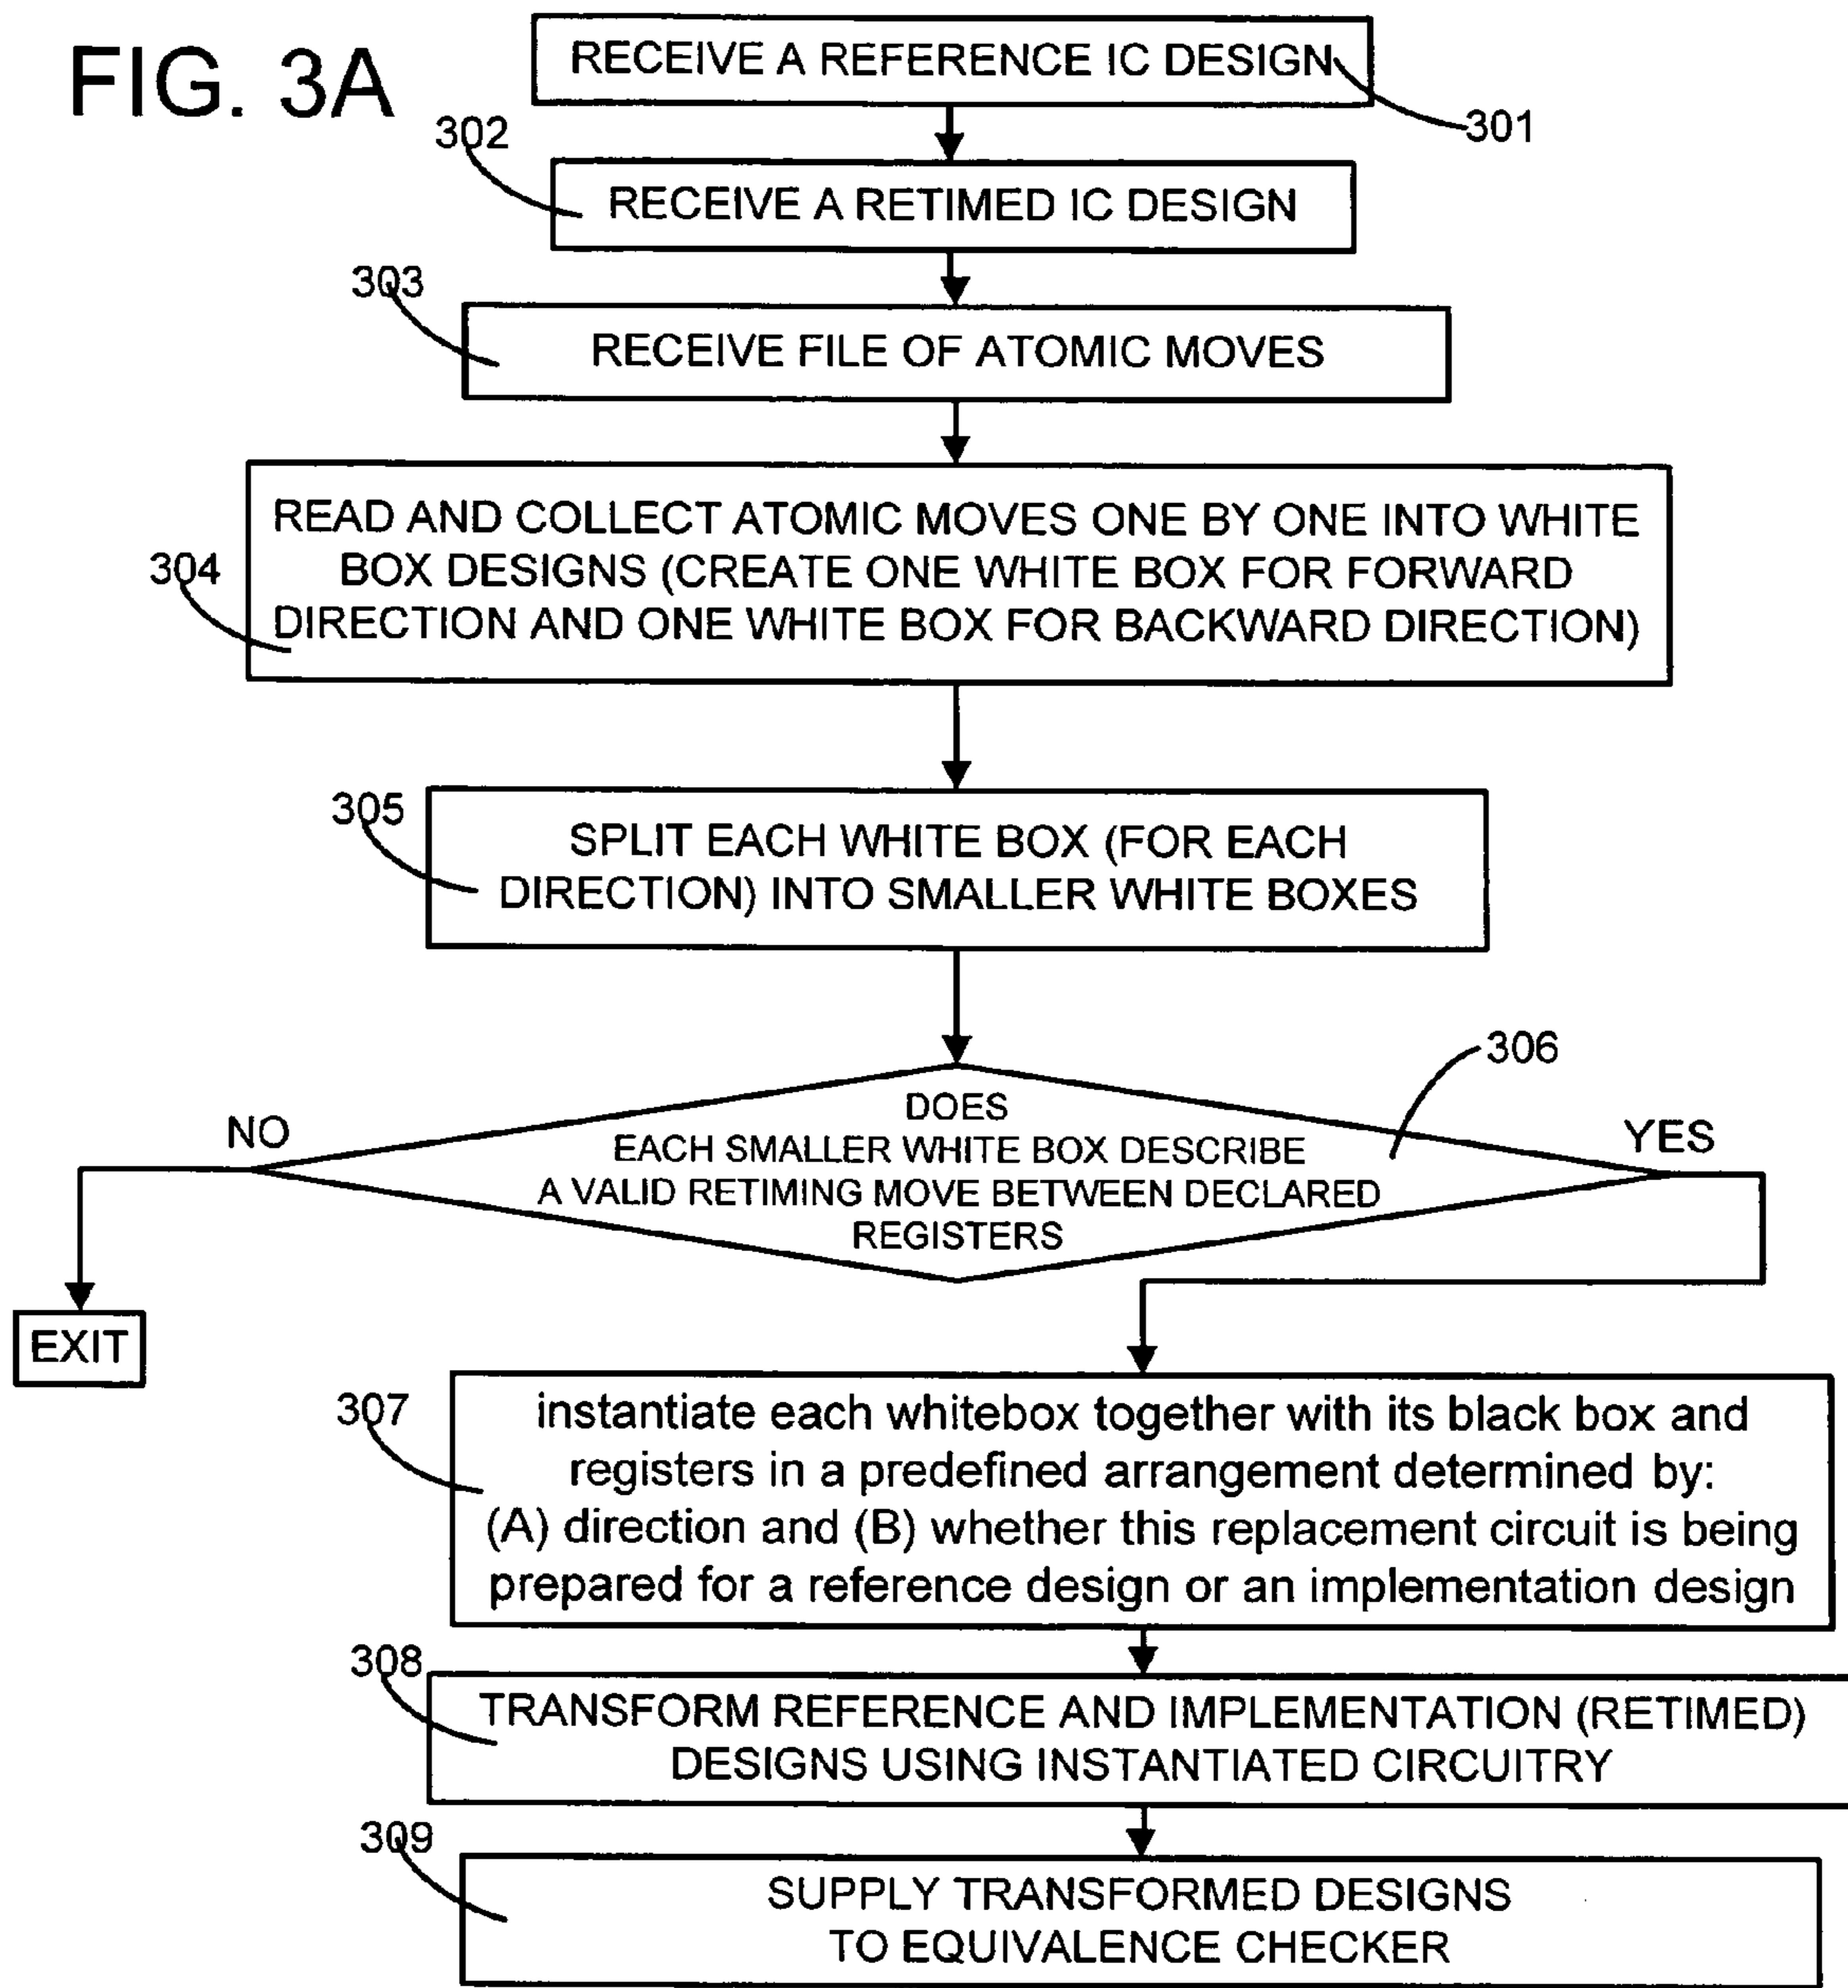 FIG. 3A
RECEIVE A REFERENCE IC DESIGN
301
302
RECEIVE A RETIMED IC DESIGN
303
RECEIVE FILE OF ATOMIC MOVES
304
READ AND COLLECT ATOMIC MOVES ONE BY ONE INTO WHITE
BOX DESIGNS (CREATE ONE WHITE BOX FOR FORWARD
DIRECTION AND ONE WHITE BOX FOR BACKWARD DIRECTION)
305
SPLIT EACH WHITE BOX (FOR EACH
DIRECTION) INTO SMALLER WHITE BOXES
306
NO
DOES
EACH SMALLER WHITE BOX DESCRIBE
A VALID RETIMING MOVE BETWEEN DECLARED
REGISTERS
YES
EXIT
307
instantiate each whitebox together with its black box and
registers in a predefined arrangement determined by:
(A) direction and (B) whether this replacement circuit is being
prepared for a reference design or an implementation design
308
TRANSFORM REFERENCE AND IMPLEMENTATION (RETIMED)
DESIGNS USING INSTANTIATED CIRCUITRY
309
SUPPLY TRANSFORMED DESIGNS
TO EQUIVALENCE CHECKER